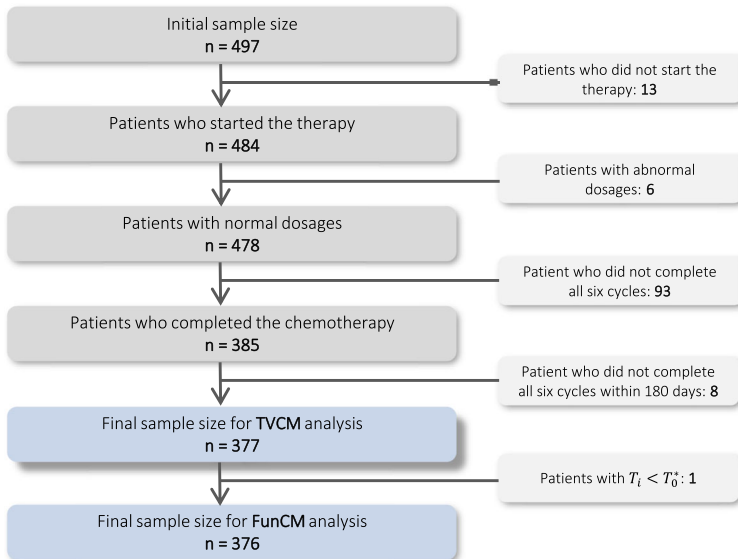 Initial sample size
n = 497
Patients who did not start the
therapy: 13
Patients who started the therapy
n = 484
Patients with abnormal
dosages: 6
Patients with normal dosages
n = 478
Patient who did not complete
all six cycles: 93
Patients who completed the chemotherapy
n = 385
Patient who did not complete
all six cycles within 180 days: 8
Final sample size for TVCM analysis
n = 377
Patients with $T_i < T_0^*$: 1
Final sample size for FunCM analysis
n = 376